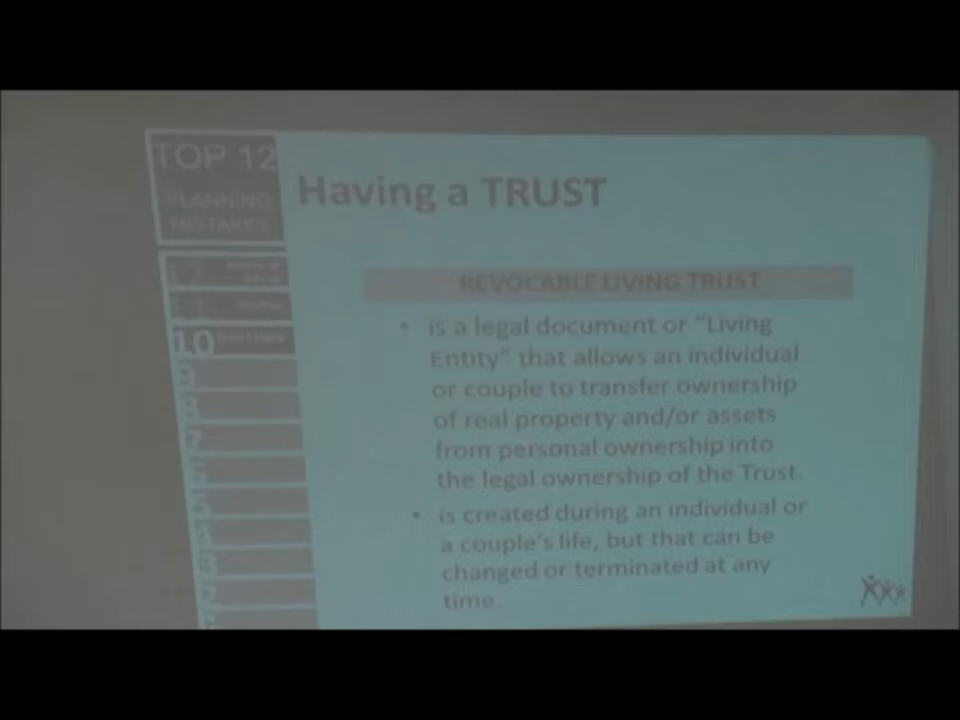 TOP 12
PLANNING
MISTAKES
12
11
10
9
8
7
Having a TRUST
REVOCABLE LIVING TRUST
• is a legal document or “Living
Entity” that allows an individual
or couple to transfer ownership
of real property and/or assets
from personal ownership into
the legal ownership of the Trust.
• is created during an individual or
a couple's life, but that can be
changed or terminated at any
time.